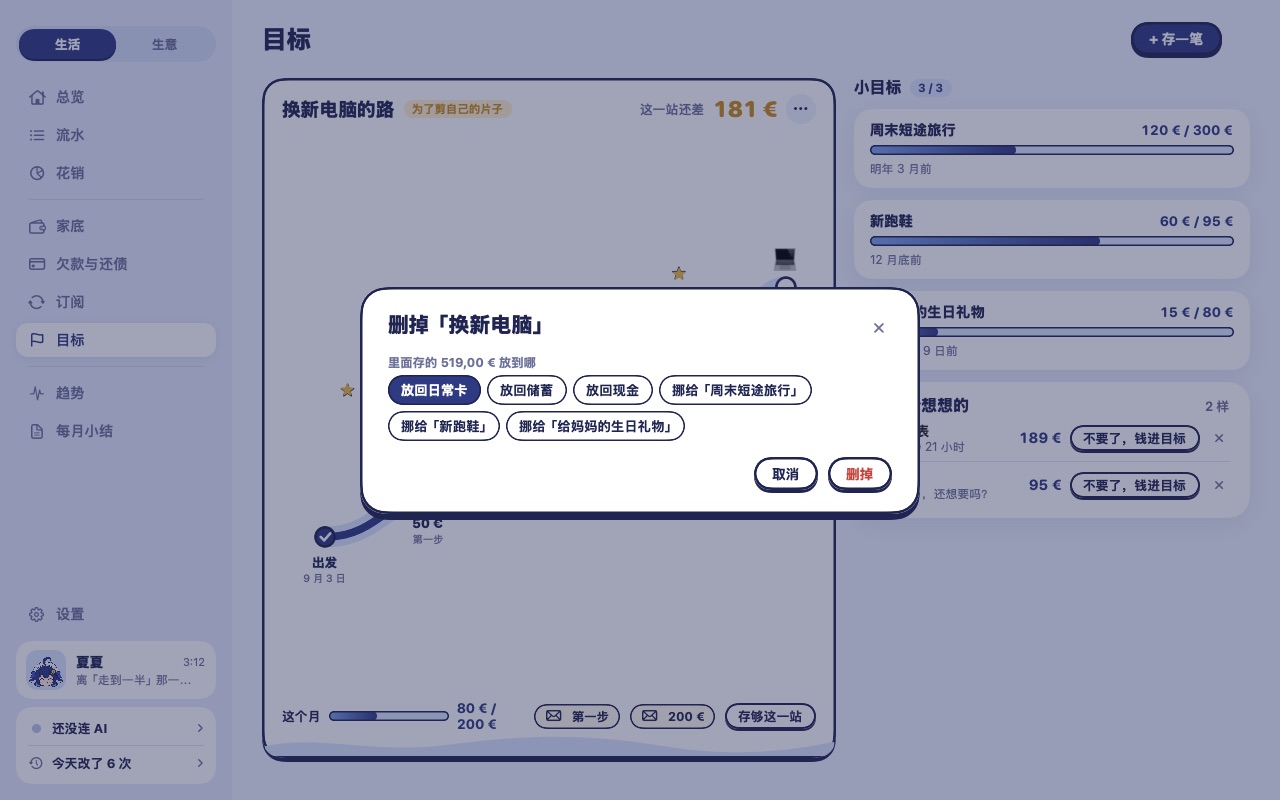 生活
生意
总览
流水
花销
家底
欠款与还债
订阅
目标
趋势
每月小结
设置
夏夏
3:12
离「走到一半」那一...
还没连 AI
今天改了 6 次
目标
+ 存一笔
换新电脑的路
为了剪自己的片子
这一站还差
181 €
出发
9 月 3 日
50 €
第一步
这个月
80 € /
200 €
第一步
200 €
存够这一站
小目标
3 / 3
周末短途旅行
120 € / 300 €
明年 3 月前
新跑鞋
60 € / 95 €
12 月底前
的生日礼物
15 € / 80 €
9 日前
想想的
2 样
表
21 小时
189 €
不要了，钱进目标
，还想要吗?
95 €
不要了，钱进目标
删掉「换新电脑」
里面存的 519,00 € 放到哪
放回日常卡
放回储蓄
放回现金
挪给「周末短途旅行」
挪给「新跑鞋」
挪给「给妈妈的生日礼物」
取消
删掉